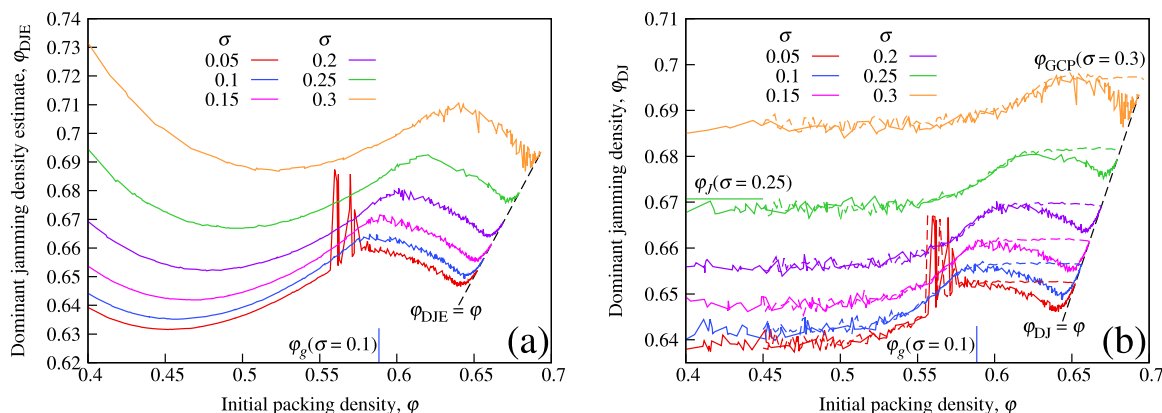 Dominant jamming density estimate, φDJE
0.74
0.73
0.72
0.71
0.7
0.69
0.68
0.67
0.66
0.65
0.64
0.63
0.62
σ σ
0.05 0.2
0.1 0.25
0.15 0.3
φDJE = φ
φg(σ = 0.1)
(a)
0.4 0.45 0.5 0.55 0.6 0.65 0.7
Initial packing density, φ
Dominant jamming density, φDJ
0.71
0.7
0.69
0.68
0.67
0.66
0.65
0.64
σ σ
0.05 0.2
0.1 0.25
0.15 0.3
φGCP(σ = 0.3)
φJ(σ = 0.25)
φDJ = φ
φg(σ = 0.1)
(b)
0.4 0.45 0.5 0.55 0.6 0.65 0.7
Initial packing density, φ